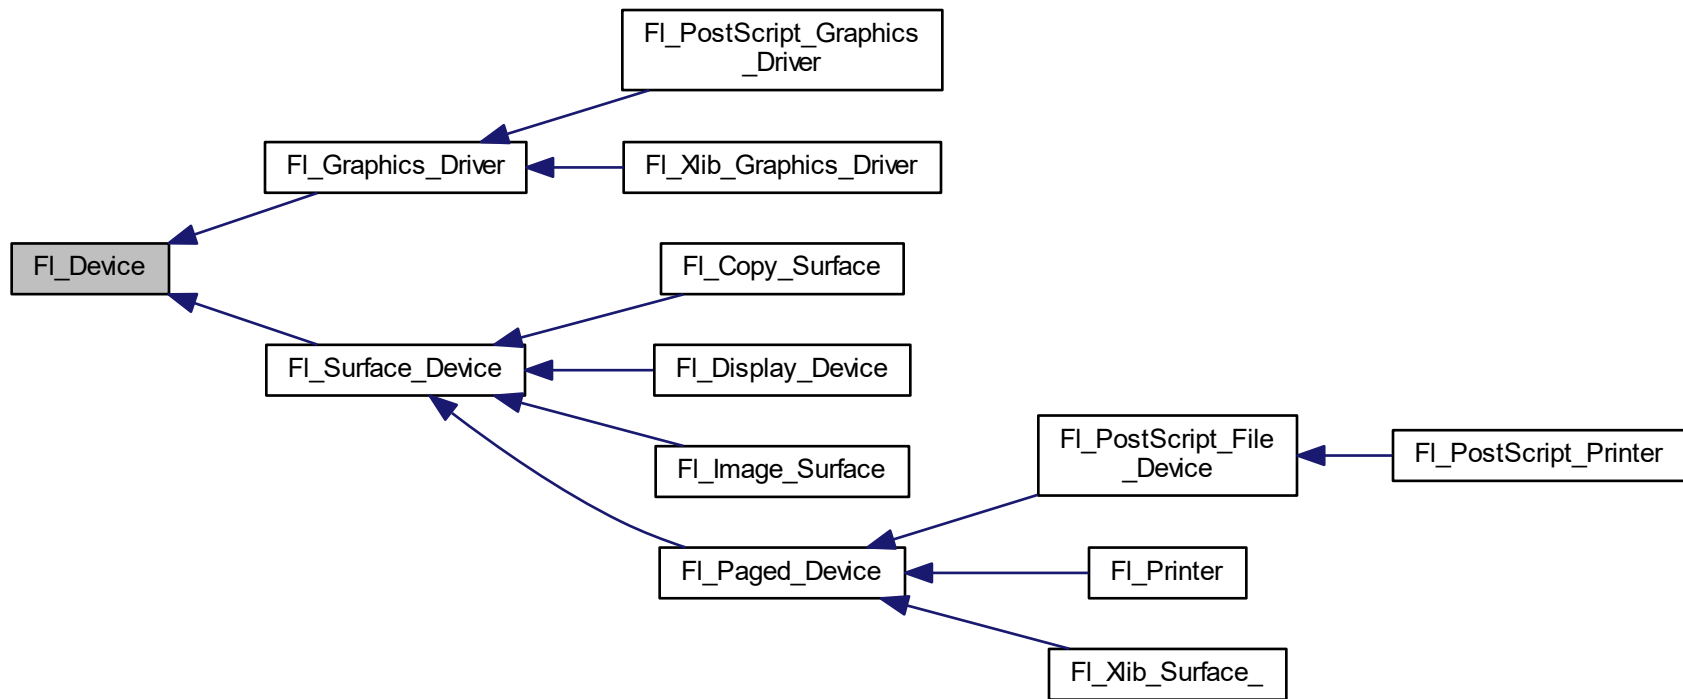 Fl_PostScript_Graphics
_Driver
Fl_Graphics_Driver
Fl_Xlib_Graphics_Driver
Fl_Device
Fl_Copy_Surface
Fl_Surface_Device
Fl_Display_Device
Fl_Image_Surface
Fl_PostScript_File
_Device
Fl_PostScript_Printer
Fl_Paged_Device
Fl_Printer
Fl_Xlib_Surface_